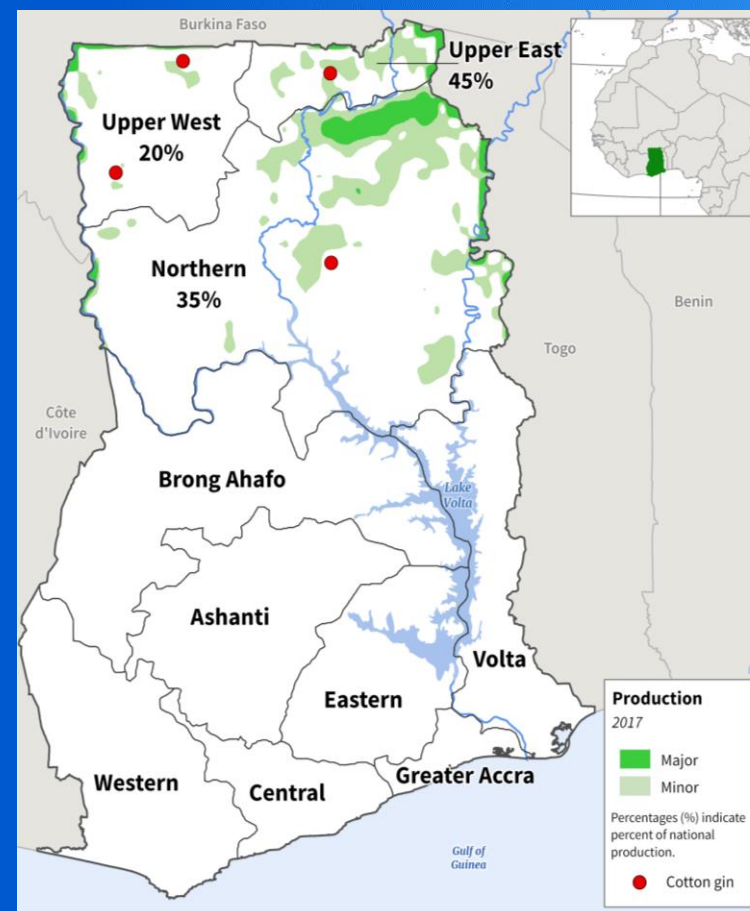 Burkina Faso
Upper East
45%
Upper West
20%
Northern
35%
Benin
Togo
Côte
d'Ivoire
Brong Ahafo
Lake
Volta
Ashanti
Volta
Eastern
Western
Central
Greater Accra
Gulf of
Guinea
Production
2017
Major
Minor
Percentages (%) indicate
percent of national
production.
Cotton gin